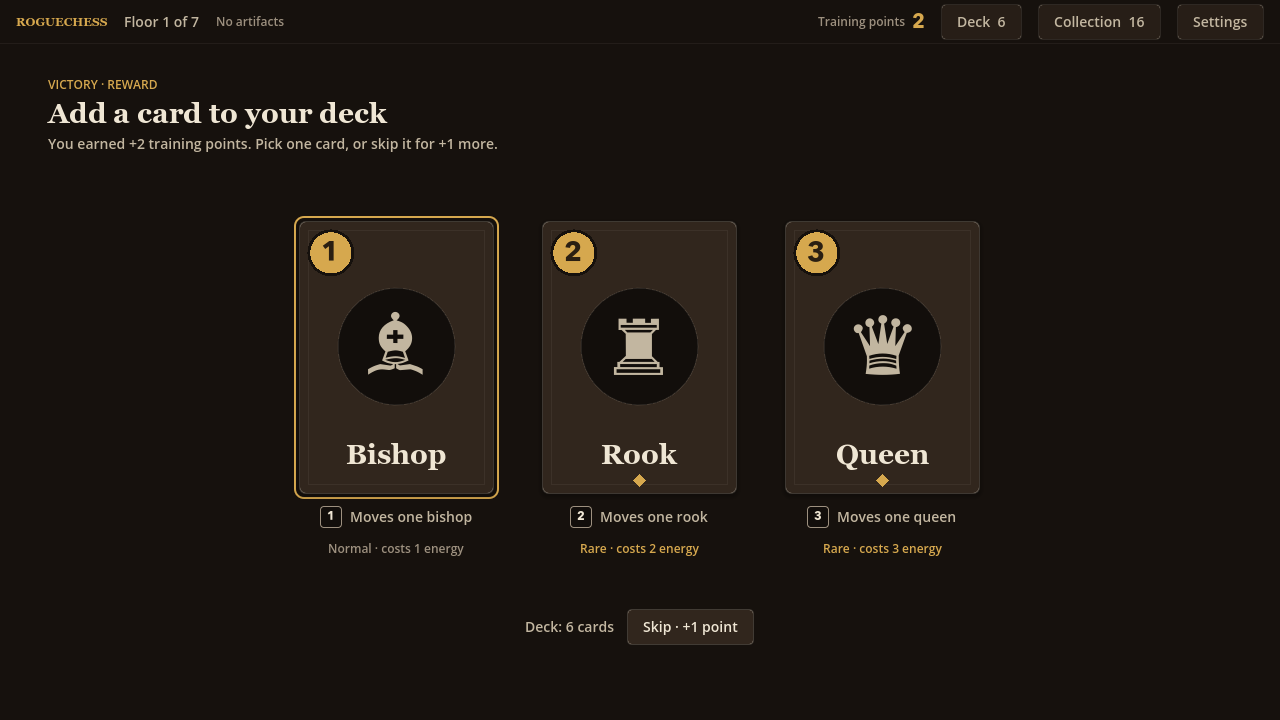 ROGUECHESS Floor 1 of 7 No artifacts Training points 2 Deck 6 Collection 16 Settings
VICTORY · REWARD
Add a card to your deck
You earned +2 training points. Pick one card, or skip it for +1 more.
1 2 3
Bishop Rook Queen
1 Moves one bishop 2 Moves one rook 3 Moves one queen
Normal · costs 1 energy Rare · costs 2 energy Rare · costs 3 energy
Deck: 6 cards Skip · +1 point